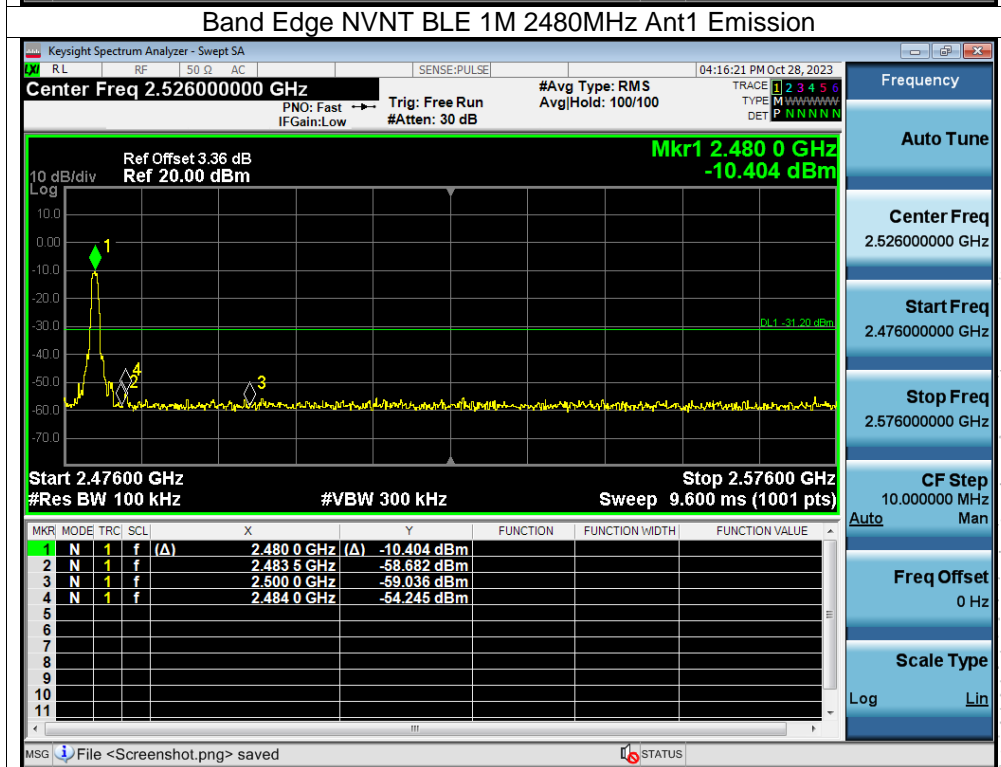 Band Edge NVNT BLE 1M 2480MHz Ant1 Emission
Keysight Spectrum Analyzer - Swept SA
LXI RL RF 50 Ω AC SENSE:PULSE 04:16:21 PM Oct 28, 2023
Center Freq 2.526000000 GHz #Avg Type: RMS TRACE 1 2 3 4 5 6
PNO: Fast Trig: Free Run Avg|Hold: 100/100 TYPE M WWWWW
IFGain:Low #Atten: 30 dB DET P N N N N N
Ref Offset 3.36 dB Mkr1 2.480 0 GHz
10 dB/div Ref 20.00 dBm -10.404 dBm
Log
10.0
0.00
1
-10.0
-20.0
-30.0
DL1 -31.20 dBm
-40.0
4
-50.0
2 3
-60.0
-70.0
Start 2.47600 GHz Stop 2.57600 GHz
#Res BW 100 kHz #VBW 300 kHz Sweep 9.600 ms (1001 pts)
MKR MODE TRC SCL X Y FUNCTION FUNCTION WIDTH FUNCTION VALUE
1 N 1 f (Δ) 2.480 0 GHz (Δ) -10.404 dBm
2 N 1 f 2.483 5 GHz -58.682 dBm
3 N 1 f 2.500 0 GHz -59.036 dBm
4 N 1 f 2.484 0 GHz -54.245 dBm
5
6
7
8
9
10
11
MSG File <Screenshot.png> saved STATUS
Frequency
Auto Tune
Center Freq
2.526000000 GHz
Start Freq
2.476000000 GHz
Stop Freq
2.576000000 GHz
CF Step
10.000000 MHz
Auto Man
Freq Offset
0 Hz
Scale Type
Log Lin